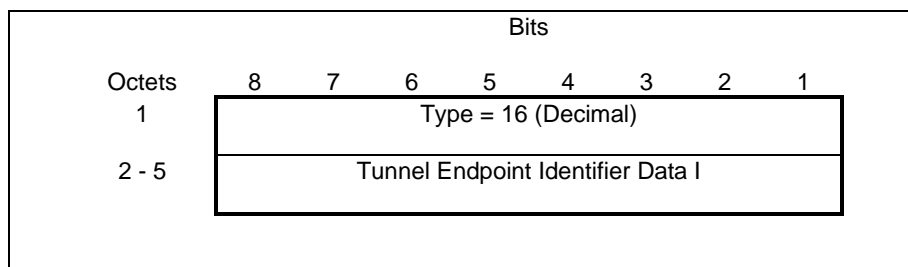 Bits
Octets 8 7 6 5 4 3 2 1
1 Type = 16 (Decimal)
2 - 5 Tunnel Endpoint Identifier Data I